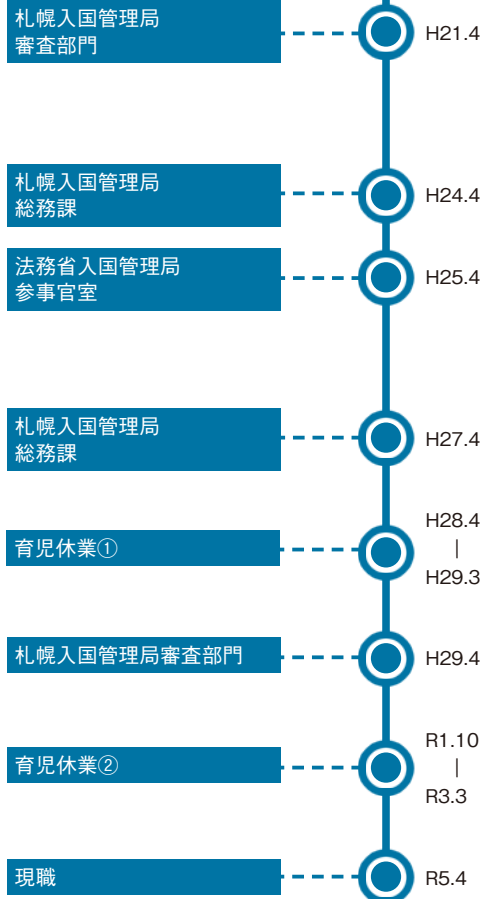 札幌入国管理局
審査部門
H21.4
札幌入国管理局
総務課
H24.4
法務省入国管理局
参事官室
H25.4
札幌入国管理局
総務課
H27.4
育児休業①
H28.4
|
H29.3
札幌入国管理局審査部門
H29.4
育児休業②
R1.10
|
R3.3
現職
R5.4